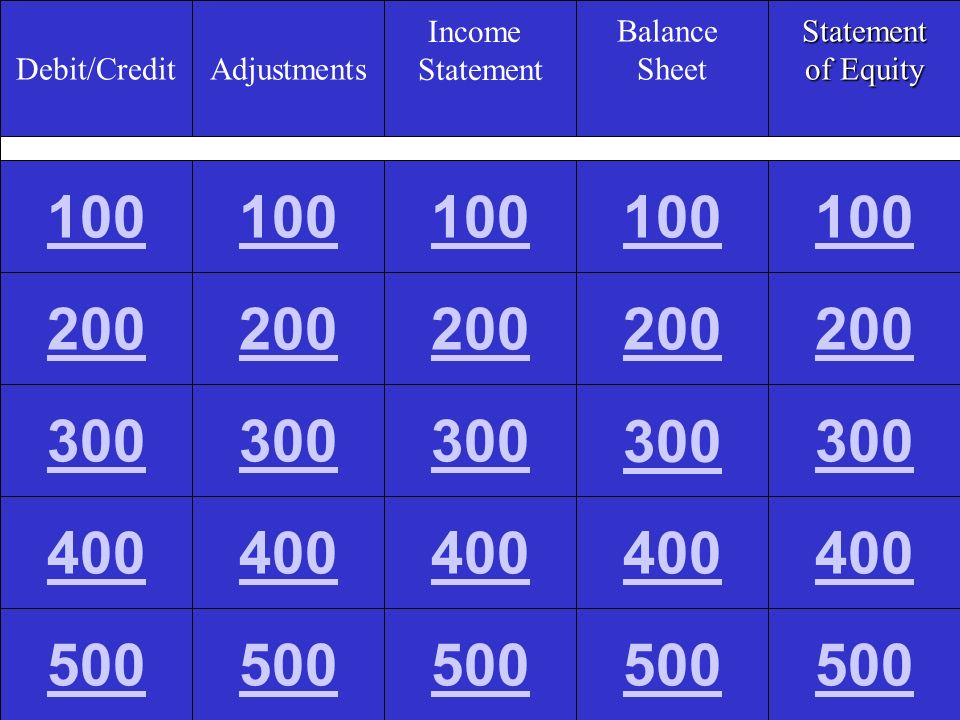 Debit/Credit
Adjustments
Income
Statement
Balance
Sheet
Statement
of Equity
100 100 100 100 100
200 200 200 200 200
300 300 300 300 300
400 400 400 400 400
500 500 500 500 500